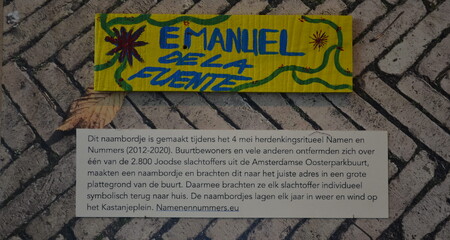 EMANUEL
DE LA
FUENTE
Dit naambordje is gemaakt tijdens het 4 mei herdenkingsritueel Namen en
Nummers (2012-2020). Buurtbewoners en vele anderen ontfermden zich over
één van de 2.800 Joodse slachtoffers uit de Amsterdamse Oosterparkbuurt,
maakten een naambordje en brachten dit naar het juiste adres in een grote
plattegrond van de buurt. Daarmee brachten ze elk slachtoffer individueel
symbolisch terug naar huis. De naambordjes lagen elk jaar in weer en wind op
het Kastanjeplein. Namenennummers.eu